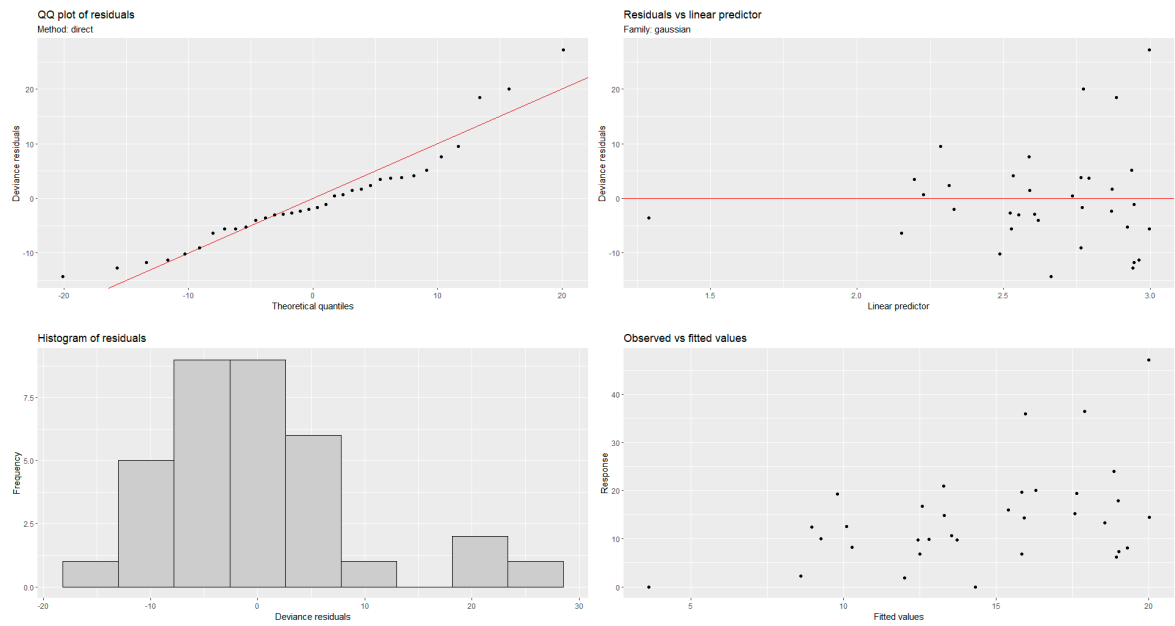 QQ plot of residuals
Method: direct
Deviance residuals
20
10
0
-10
-20
-10
0
10
20
Theoretical quantiles
Residuals vs linear predictor
Family: gaussian
Deviance residuals
20
10
0
-10
1.5
2.0
2.5
3.0
Linear predictor
Histogram of residuals
Frequency
7.5
5.0
2.5
0.0
-20
-10
0
10
20
30
Deviance residuals
Observed vs fitted values
Response
40
30
20
10
0
5
10
15
20
Fitted values